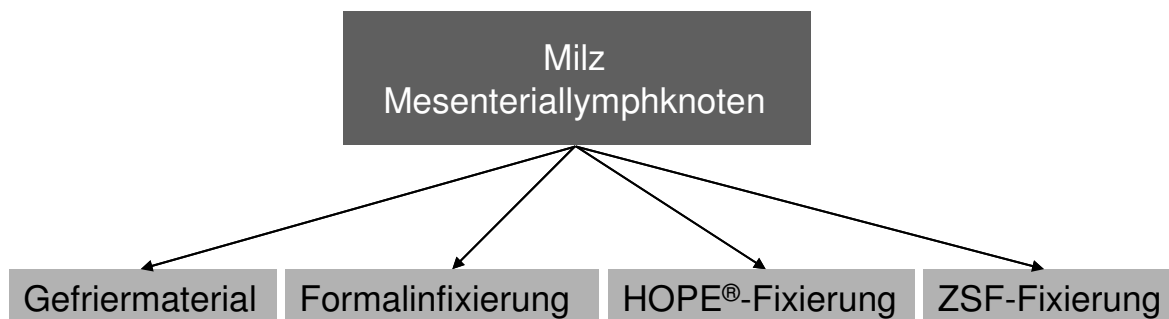 Milz
Mesenteriallymphknoten
Gefriermaterial
Formalinfixierung
HOPE®-Fixierung
ZSF-Fixierung